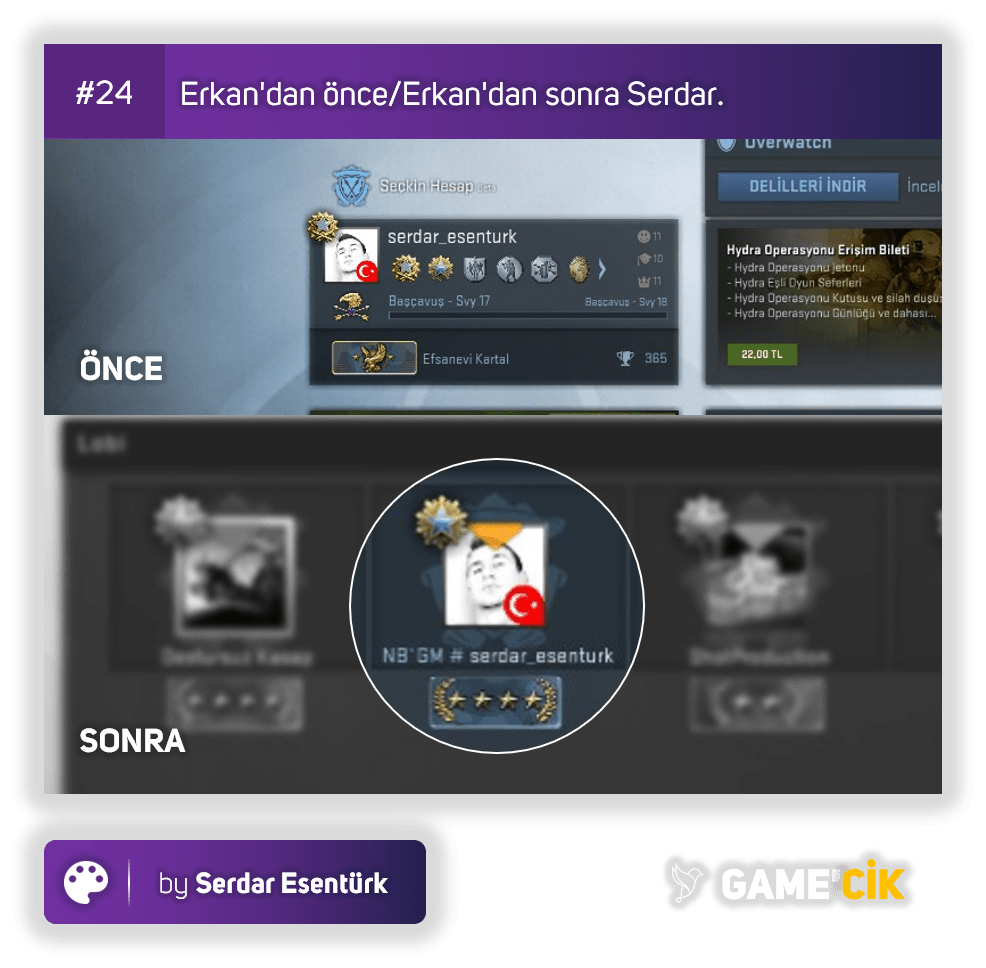 #24
Erkan'dan önce/Erkan'dan sonra Serdar.
Overwatch
Seçkin Hesap
DELİLLERİ İNDİR
İncel
serdar_esenturk
11
10
11
Başçavuş - Svy 17
Başçavuş - Svy 18
Efsanevi Kartal
365
Hydra Operasyonu Erişim Bileti
- Hydra Operasyonu jetonu
- Hydra Eşli Oyun Seferleri
- Hydra Operasyonu Kutusu ve silah düşü
- Hydra Operasyonu Günlüğü ve dahası...
22,00 TL
ÖNCE
Lobi
NB'GM # serdar_esenturk
ShotProduction
SONRA
by Serdar Esentürk
GAME'CİK